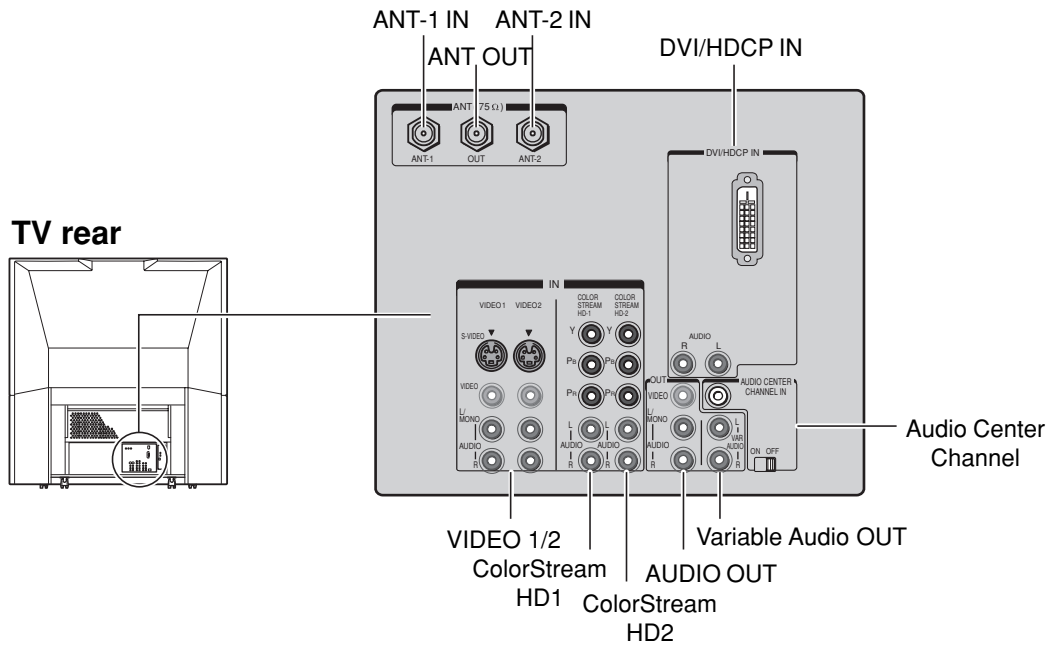 ANT-1 IN ANT-2 IN
ANT OUT
DVI/HDCP IN
ANT (75 Ω)
ANT-1 OUT ANT-2
DVI/HDCP IN
TV rear
IN
VIDEO1 VIDEO2
COLOR STREAM HD-1
COLOR STREAM HD-2
S-VIDEO
Y Y
PB PB
PR PR
VIDEO
L/MONO
AUDIO
R
L L
AUDIO AUDIO
R R
AUDIO
R L
OUT
VIDEO
L/MONO
AUDIO
R
AUDIO CENTER
CHANNEL IN
L
VAR
AUDIO
R
ON OFF
Audio Center
Channel
VIDEO 1/2
ColorStream
HD1
Variable Audio OUT
AUDIO OUT
ColorStream
HD2